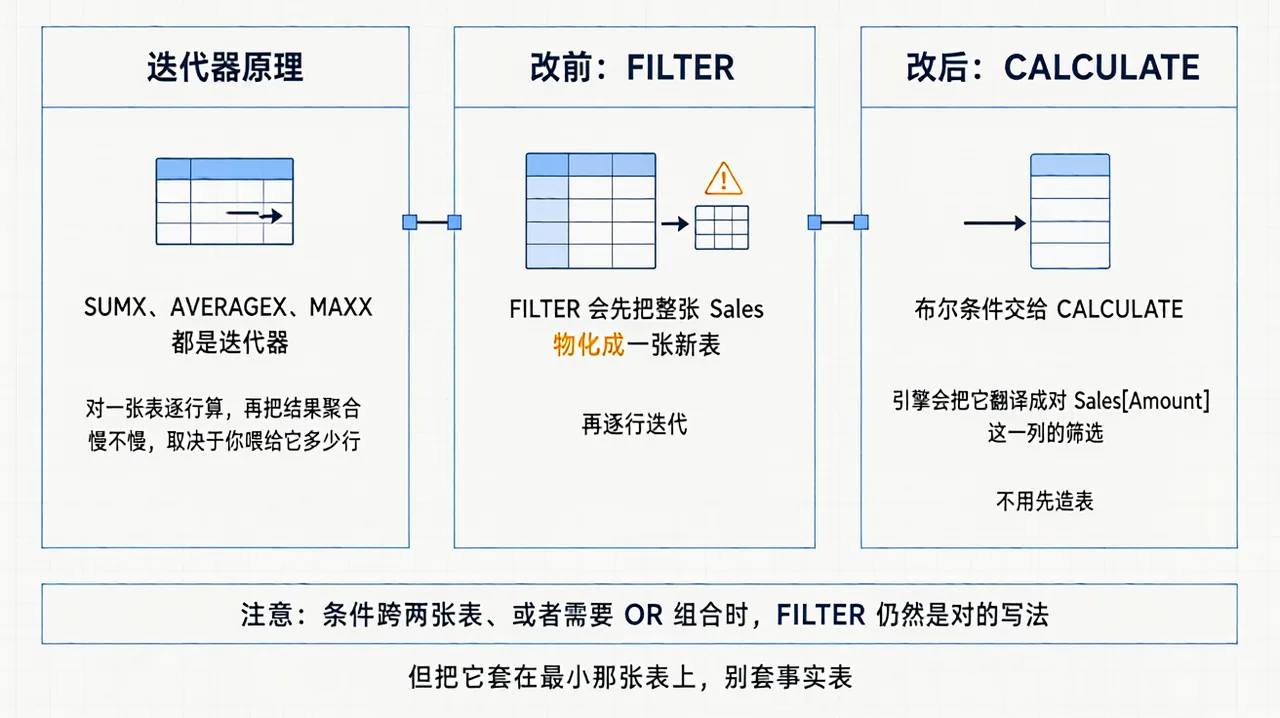 迭代器原理
SUMX、AVERAGEX、MAXX
都是迭代器
对一张表逐行算，再把结果聚合
慢不慢，取决于你喂给它多少行
改前：FILTER
FILTER 会先把整张 Sales
物化成一张新表
再逐行迭代
改后：CALCULATE
布尔条件交给 CALCULATE
引擎会把它翻译成对 Sales[Amount]
这一列的筛选
不用先造表
注意：条件跨两张表、或者需要 OR 组合时，FILTER 仍然是对的写法
但把它套在最小那张表上，别套事实表